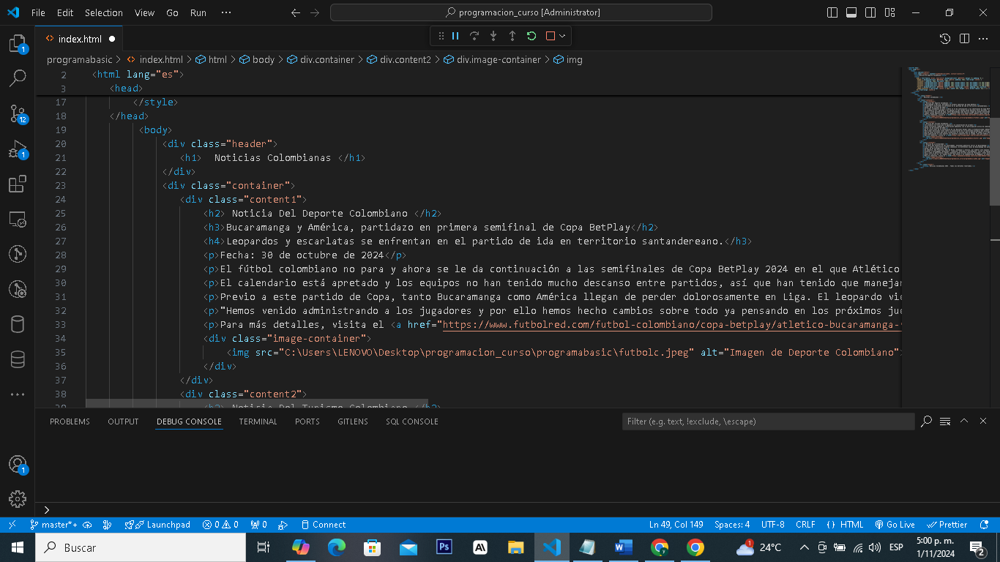 File Edit Selection View Go Run ··· programacion_curso [Administrator]
index.html
programabasic > index.html > html > body > div.container > div.content2 > div.image-container > img
2 <html lang="es">
3 <head>
17 </style>
18 </head>
19 <body>
20 <div class="header">
21 <h1> Noticias Colombianas </h1>
22 </div>
23 <div class="container">
24 <div class="content1">
25 <h2> Noticia Del Deporte Colombiano </h2>
26 <h3>Bucaramanga y América, partidazo en primera semifinal de Copa BetPlay</h2>
27 <h4>Leopardos y escarlatas se enfrentan en el partido de ida en territorio santandereano.</h3>
28 <p>Fecha: 30 de octubre de 2024</p>
29 <p>El fútbol colombiano no para y ahora se le da continuación a las semifinales de Copa BetPlay 2024 en el que Atlético
30 <p>El calendario está apretado y los equipos no han tenido mucho descanso entre partidos, así que han tenido que manejar
31 <p>Previo a este partido de Copa, tanto Bucaramanga como América llegan de perder dolorosamente en Liga. El leopardo vi
32 <p>"Hemos venido administrando a los jugadores y por ello hemos hecho cambios sobre todo ya pensando en los próximos ju
33 <p>Para más detalles, visita el <a href="https://www.futbolred.com/futbol-colombiano/copa-betplay/atletico-bucaramanga-
34 <div class="image-container">
35 <img src="C:\Users\LENOVO\Desktop\programacion_curso\programabasic\futbolc.jpeg" alt="Imagen de Deporte Colombiano"
36 </div>
37 </div>
38 <div class="content2">
39 <h2> Noticia Del Turismo Colombiano </h2>
PROBLEMS OUTPUT DEBUG CONSOLE TERMINAL PORTS GITLENS SQL CONSOLE Filter (e.g. text, !exclude, \escape)
1
12
1
1
master*+ Launchpad 0 0 0 Connect Ln 49, Col 149 Spaces: 4 UTF-8 CRLF {} HTML Go Live Prettier
Buscar Ps 1 24°C ESP 5:00 p. m.
1/11/2024 2